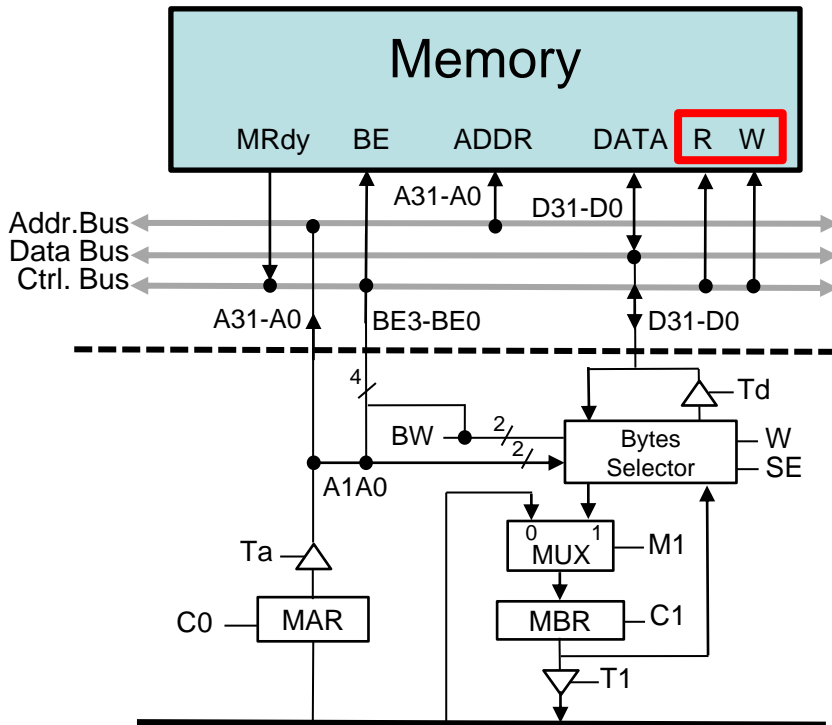 Memory
MRdy BE ADDR DATA R W
A31-A0 D31-D0
Addr.Bus
Data Bus
Ctrl. Bus
A31-A0 BE3-BE0 D31-D0
4 Td
BW 2 Bytes W
2 Selector SE
A1A0
0 1
Ta MUX M1
C0 MAR MBR C1
T1